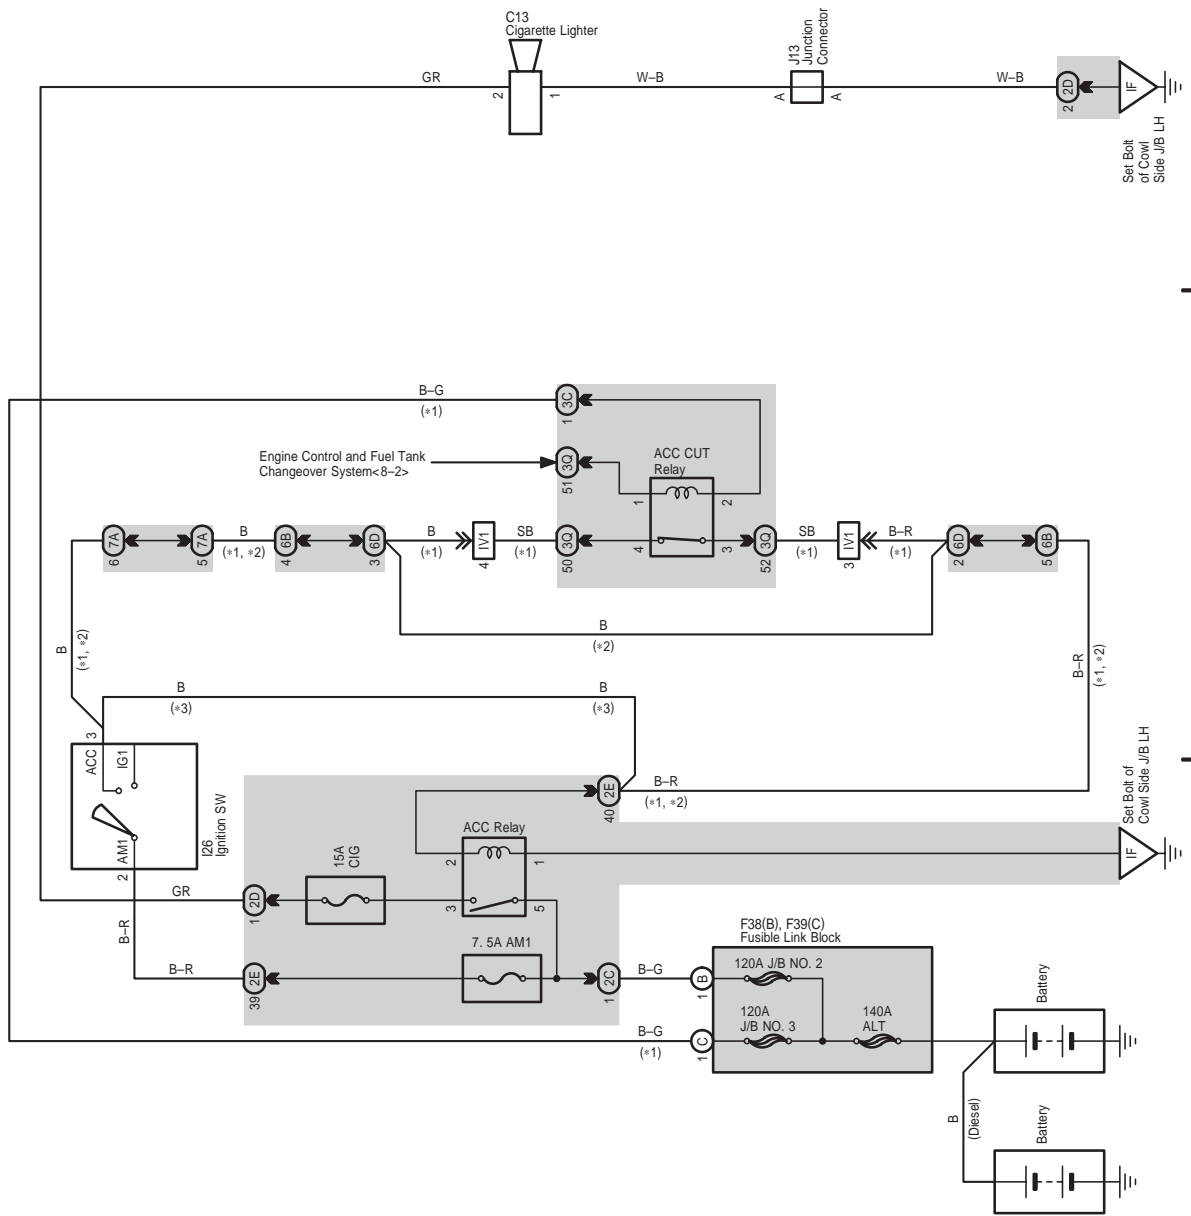 C13
Cigarette Lighter
J13
Junction
Connector
GR
2
1
W–B
A
A
W–B
2
2D
IF
Set Bolt
of Cowl
Side J/B LH
B–G
(∗1)
3C
1
Engine Control and Fuel Tank
Changeover System<8–2>
3Q
51
ACC CUT
Relay
1
2
4
3
7A
6
7A
5
B
(∗1, ∗2)
6B
4
6D
3
B
(∗1)
IV1
4
SB
(∗1)
3Q
50
3Q
52
SB
(∗1)
IV1
3
B–R
(∗1)
6D
2
6B
5
B
(∗2)
B
(∗1, ∗2)
B–R
(∗1, ∗2)
B
(∗3)
B
(∗3)
3
ACC
IG1
AM1
2
I26
Ignition SW
B–R
(∗1, ∗2)
2E
40
ACC Relay
2
1
3
5
15A
CIG
Set Bolt of
Cowl Side J/B LH
IF
GR
2D
1
B–R
B–R
2E
39
7. 5A AM1
2C
1
B–G
B
1
F38(B), F39(C)
Fusible Link Block
120A J/B NO. 2
120A
J/B NO. 3
140A
ALT
B–G
(∗1)
C
1
Battery
B
(Diesel)
Battery